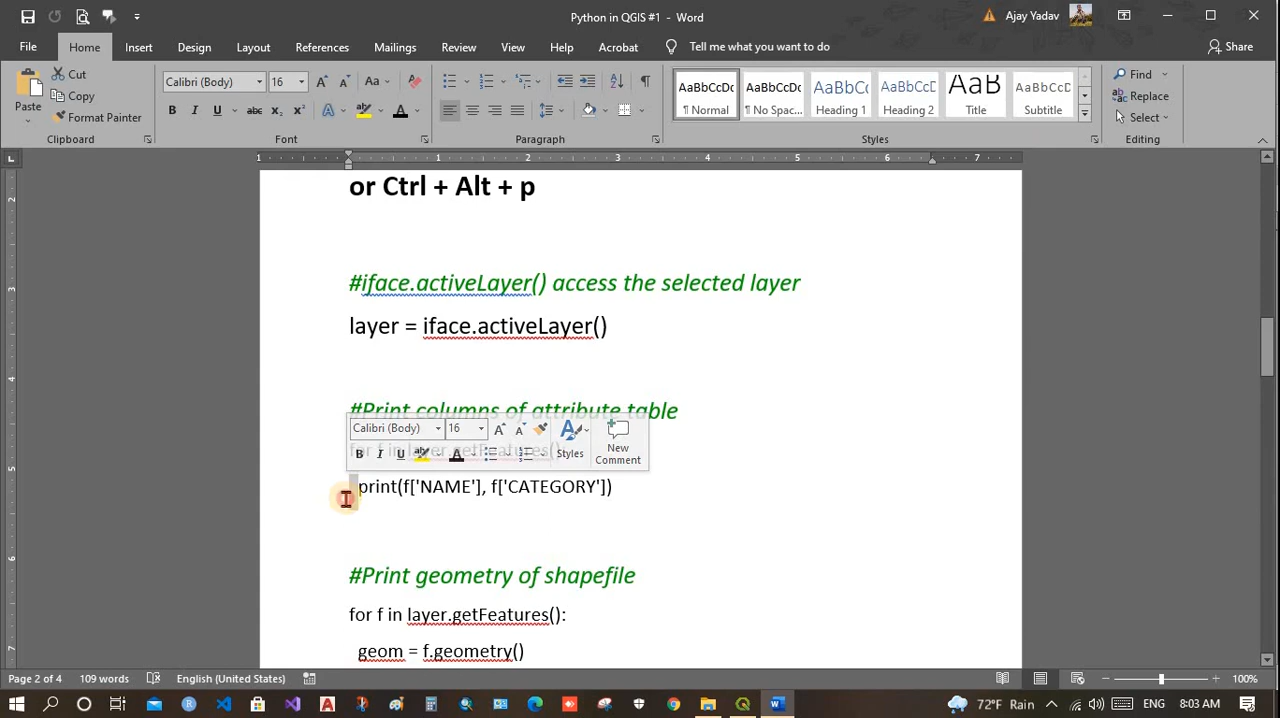 Python in QGIS #1 - Word
Ajay Yadav
File Home Insert Design Layout References Mailings Review View Help Acrobat Tell me what you want to do Share
Paste
Cut
Copy
Format Painter
Clipboard
Calibri (Body) 16
Font
Paragraph
AaBbCcDc
¶ Normal
AaBbCcDc
¶ No Spac...
AaBbCc
Heading 1
AaBbCcD
Heading 2
AaB
Title
AaBbCcD
Subtitle
Styles
Find
Replace
Select
Editing
or Ctrl + Alt + p
#iface.activeLayer() access the selected layer
layer = iface.activeLayer()
#Print columns of attribute table
Calibri (Body) 16
Styles
New
Comment
for f in layer.getFeatures():
print(f['NAME'], f['CATEGORY'])
#Print geometry of shapefile
for f in layer.getFeatures():
geom = f.geometry()
Page 2 of 4 109 words English (United States) 100%
72°F Rain ENG 8:03 AM